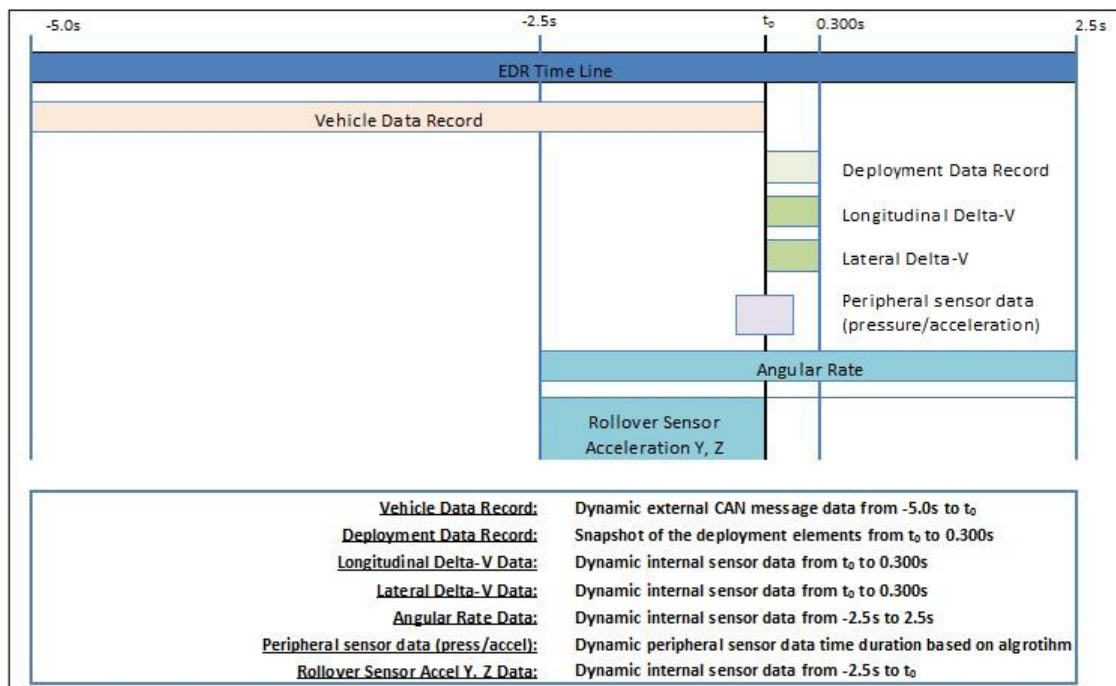 -5.0s -2.5s t₀ 0.300s 2.5s
EDR Time Line
Vehicle Data Record
Deployment Data Record
Longitudinal Delta-V
Lateral Delta-V
Peripheral sensor data
(pressure/acceleration)
Angular Rate
Rollover Sensor
Acceleration Y, Z
Vehicle Data Record: Dynamic external CAN message data from -5.0s to t₀
Deployment Data Record: Snapshot of the deployment elements from t₀ to 0.300s
Longitudinal Delta-V Data: Dynamic internal sensor data from t₀ to 0.300s
Lateral Delta-V Data: Dynamic internal sensor data from t₀ to 0.300s
Angular Rate Data: Dynamic internal sensor data from -2.5s to 2.5s
Peripheral sensor data (press/accel): Dynamic peripheral sensor data time duration based on algrotihm
Rollover Sensor Accel Y, Z Data: Dynamic internal sensor data from -2.5s to t₀